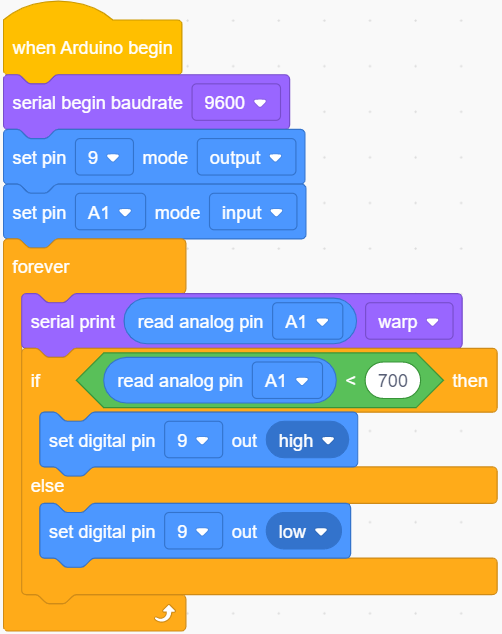 when Arduino begin
serial begin baudrate 9600
set pin 9 mode output
set pin A1 mode input
forever
serial print read analog pin A1 warp
if read analog pin A1 < 700 then
set digital pin 9 out high
else
set digital pin 9 out low